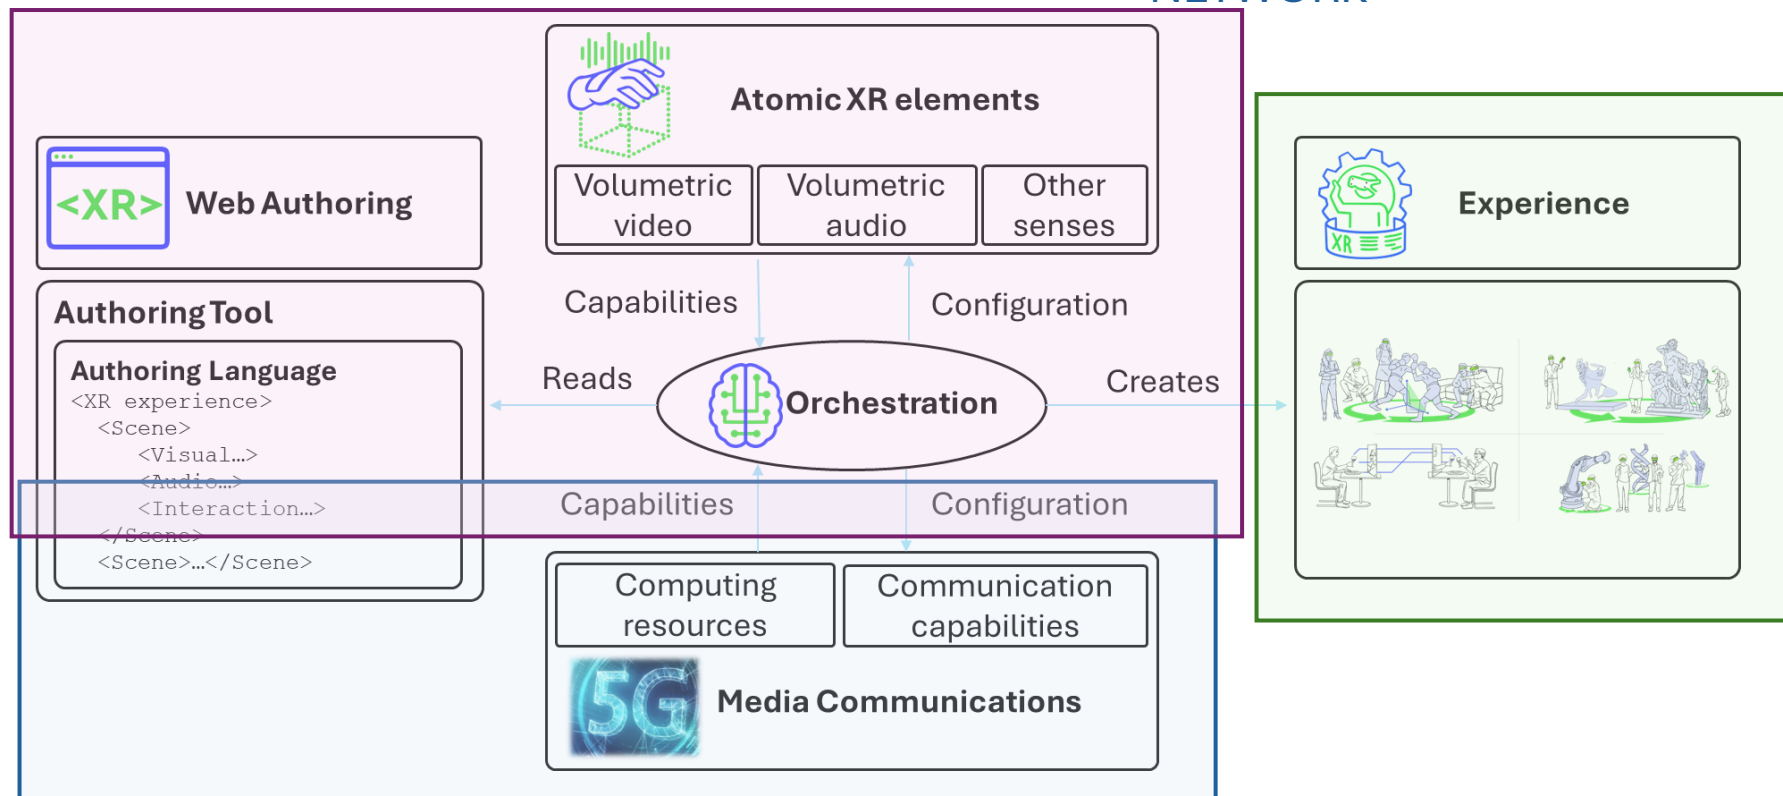 NETWORK
Atomic XR elements
Volumetric video
Volumetric audio
Other senses
<XR>
Web Authoring
XR
Experience
Capabilities
Configuration
Authoring Tool
Authoring Language
<XR experience>
<Scene>
<Visual…>
<Audio…>
<Interaction…>
</Scene>
<Scene>…</Scene>
Reads
Orchestration
Creates
Capabilities
Configuration
Computing resources
Communication capabilities
5G
Media Communications